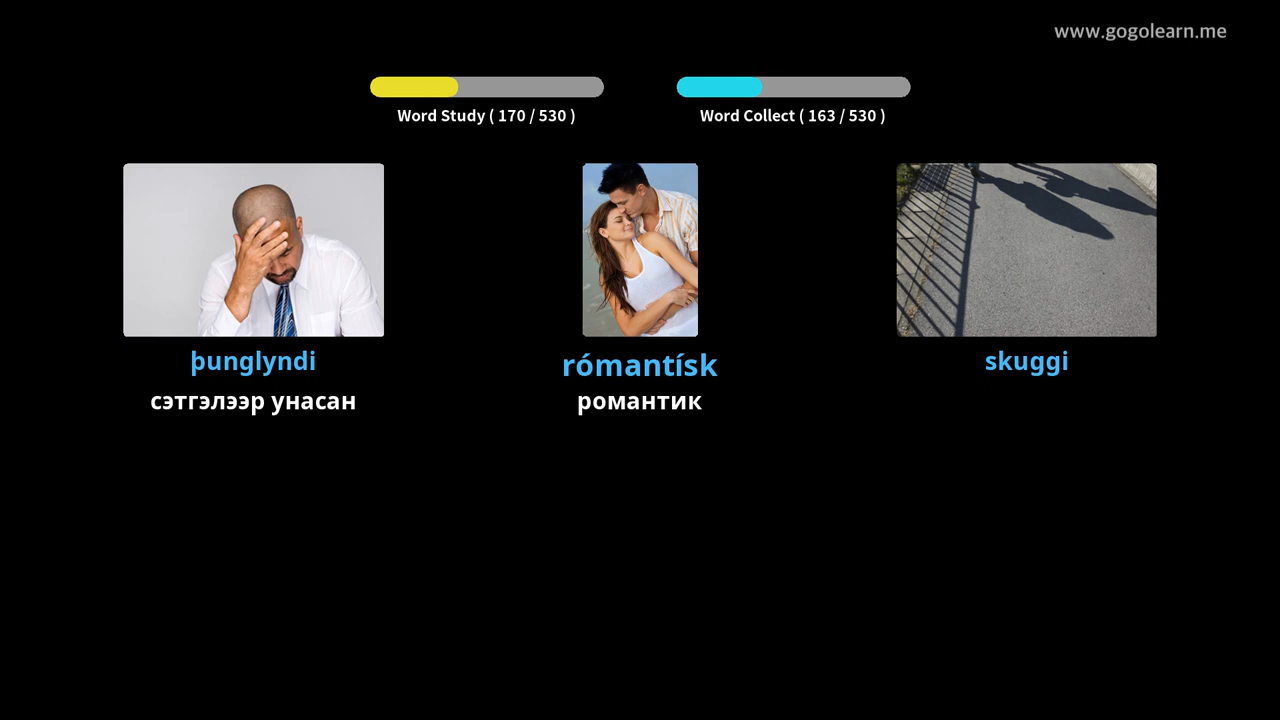 www.gogolearn.me
Word Study ( 170 / 530 )
Word Collect ( 163 / 530 )
þunglyndi
сэтгэлээр унасан
rómantísk
романтик
skuggi